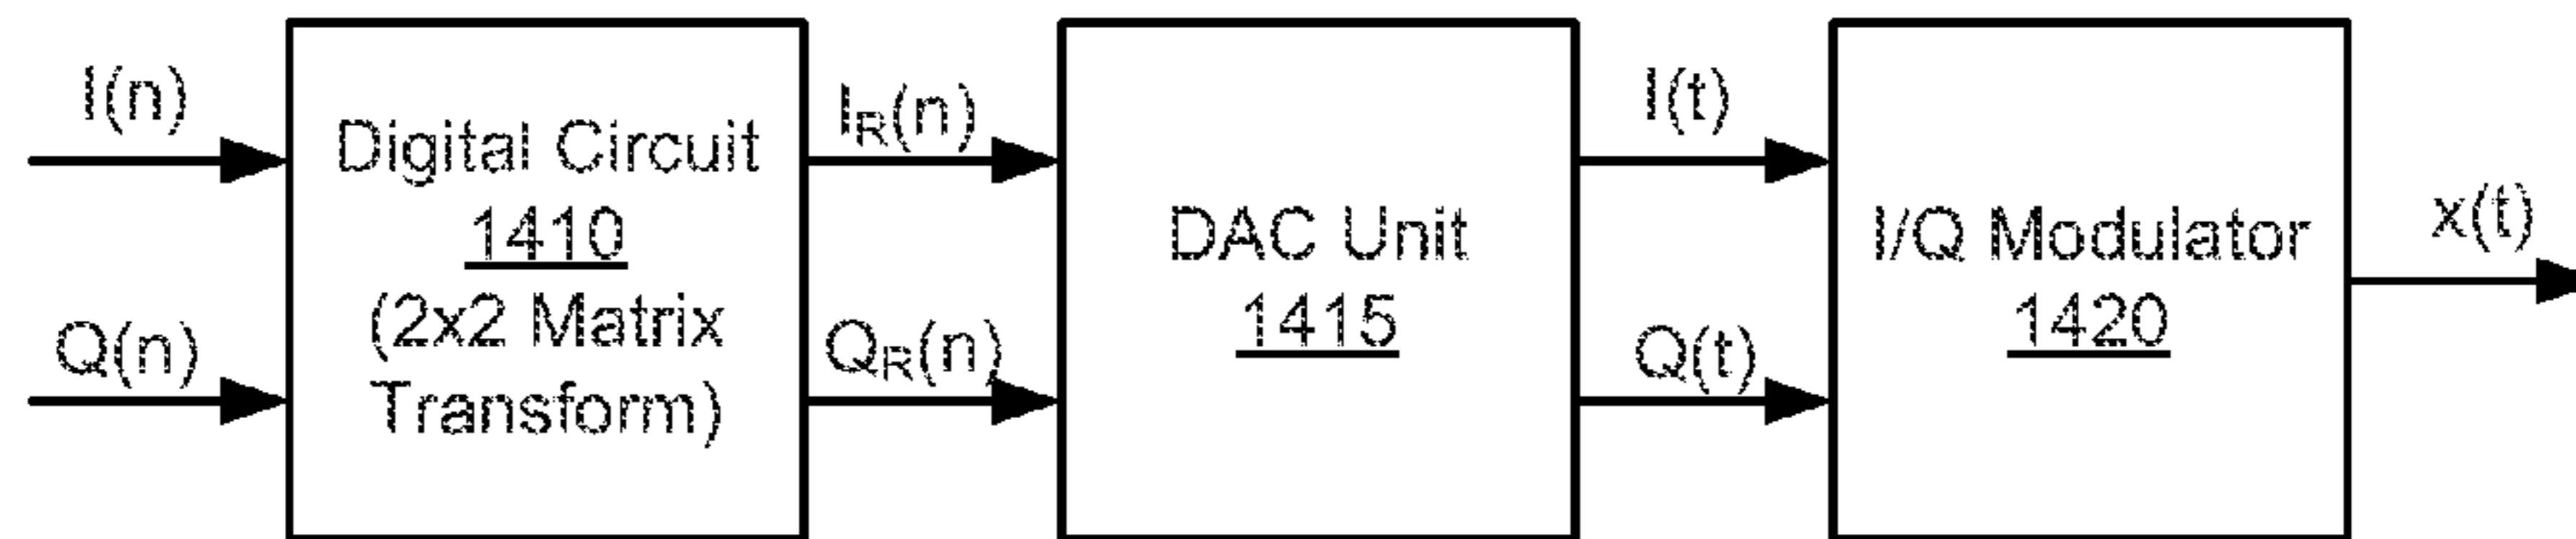 I(n)
Q(n)
Digital Circuit
1410
(2x2 Matrix
Transform)
I_R(n)
Q_R(n)
DAC Unit
1415
I(t)
Q(t)
I/Q Modulator
1420
x(t)